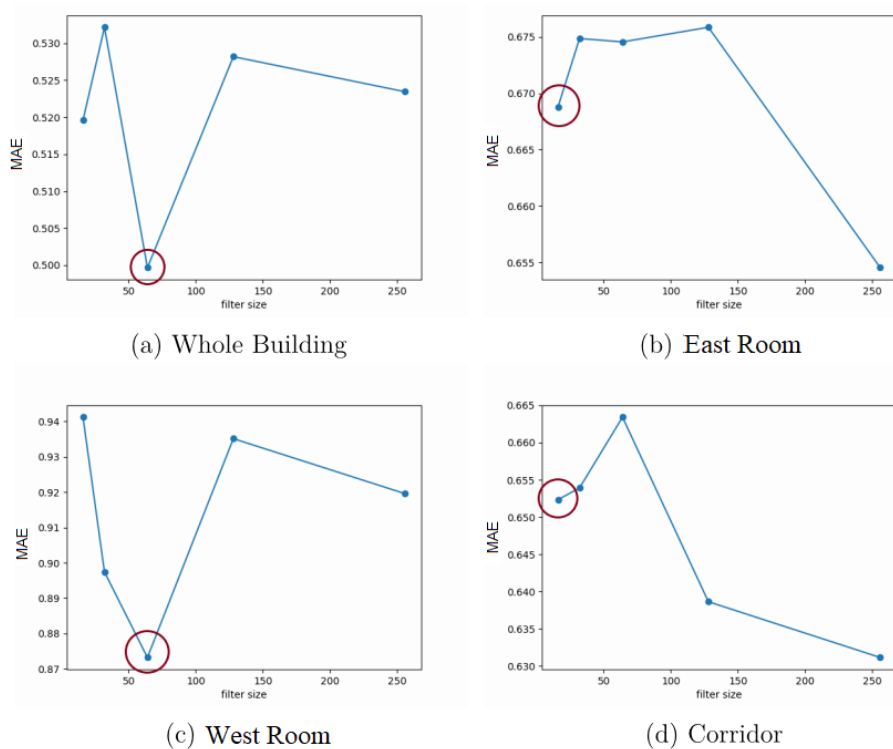 0.530
0.525
0.520
0.515
0.510
0.505
0.500
MAE
50 100 150 200 250
filter size
(a) Whole Building
0.675
0.670
0.665
0.660
0.655
MAE
50 100 150 200 250
filter size
(b) East Room
0.94
0.93
0.92
0.91
0.90
0.89
0.88
0.87
MAE
50 100 150 200 250
filter size
(c) West Room
0.665
0.660
0.655
0.650
0.645
0.640
0.635
0.630
MAE
50 100 150 200 250
filter size
(d) Corridor